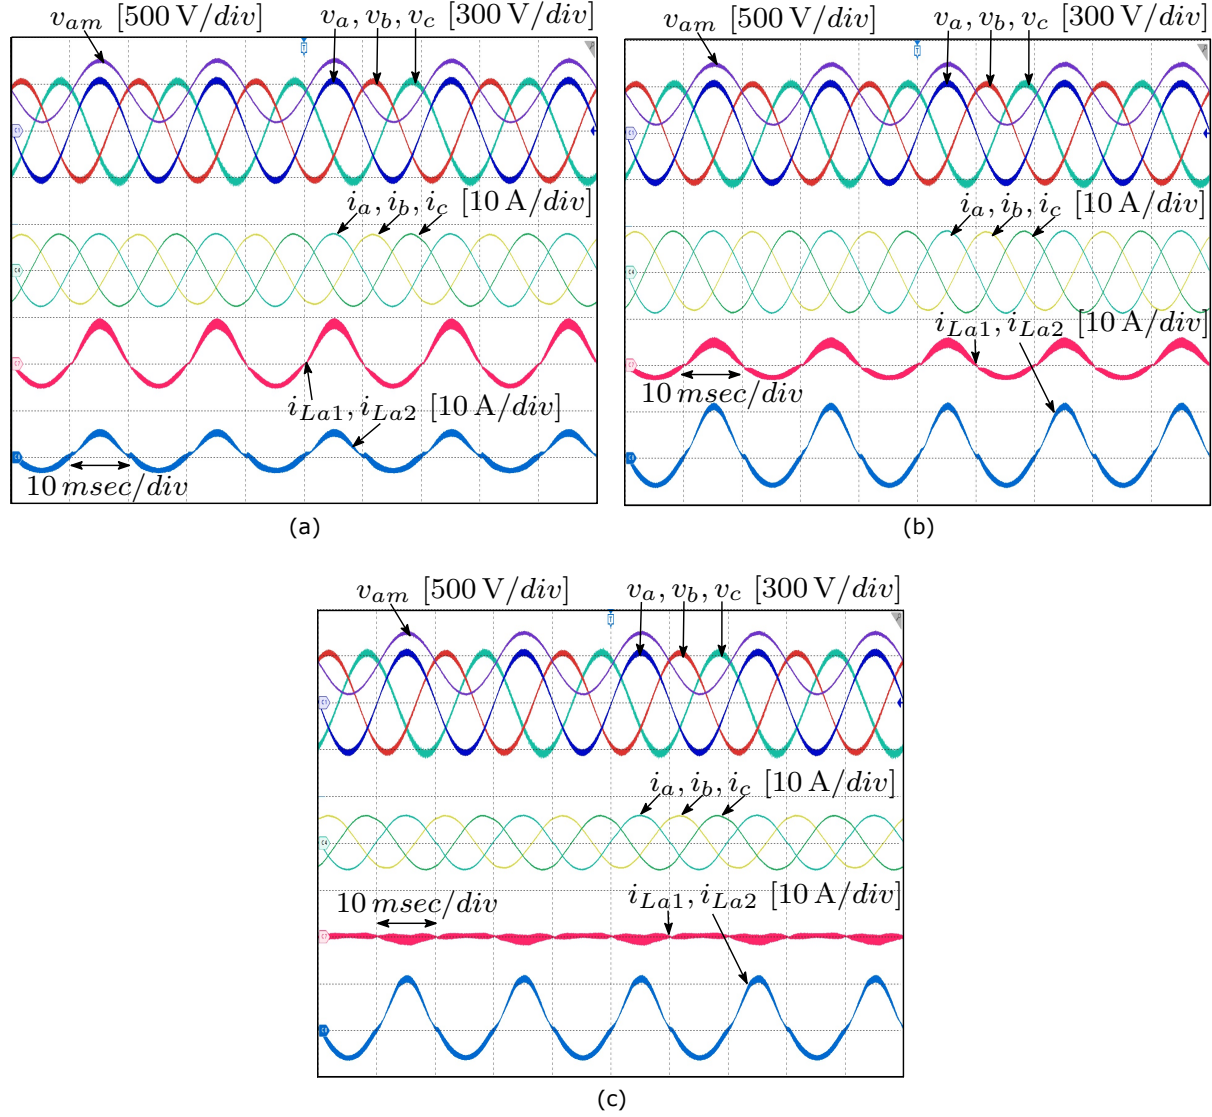 v_am [500 V/div] v_a, v_b, v_c [300 V/div]
i_a, i_b, i_c [10 A/div]
i_La1, i_La2 [10 A/div]
10 msec/div
(a)
v_am [500 V/div] v_a, v_b, v_c [300 V/div]
i_a, i_b, i_c [10 A/div]
i_La1, i_La2 [10 A/div]
10 msec/div
(b)
v_am [500 V/div] v_a, v_b, v_c [300 V/div]
i_a, i_b, i_c [10 A/div]
10 msec/div i_La1, i_La2 [10 A/div]
(c)